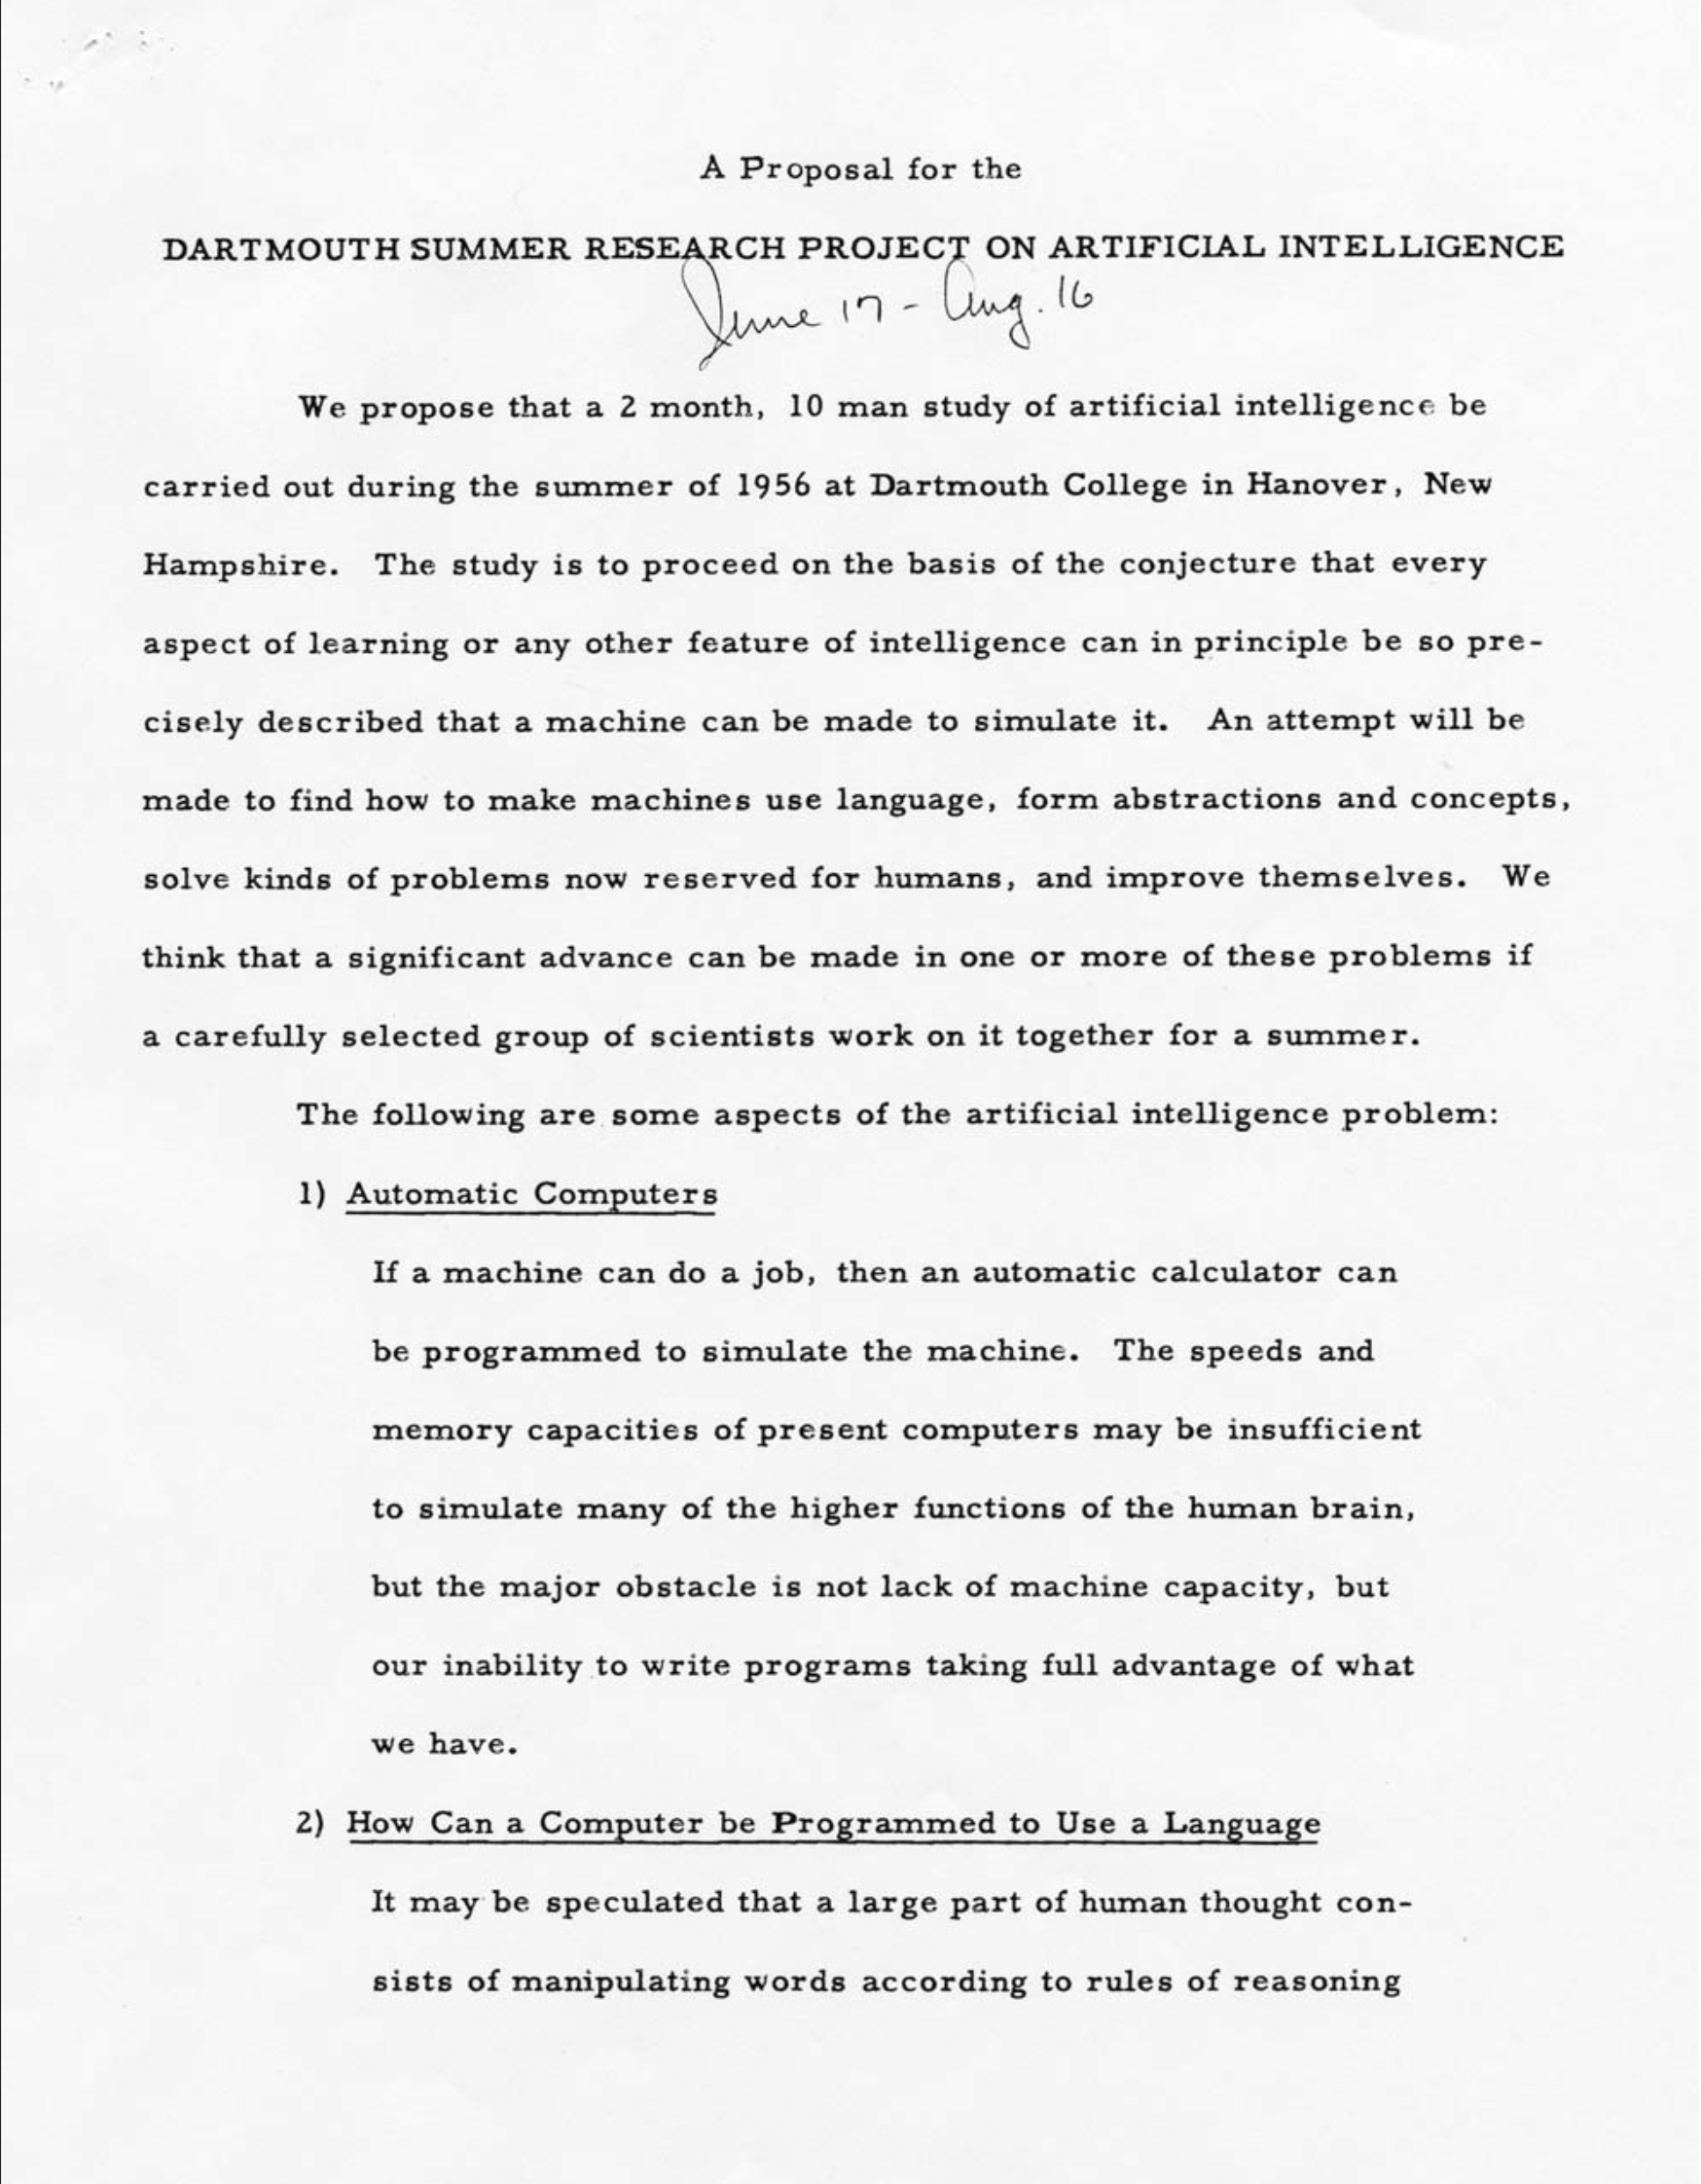 A Proposal for the
DARTMOUTH SUMMER RESEARCH PROJECT ON ARTIFICIAL INTELLIGENCE
June 17 - Aug. 16
We propose that a 2 month, 10 man study of artificial intelligence be
carried out during the summer of 1956 at Dartmouth College in Hanover, New
Hampshire. The study is to proceed on the basis of the conjecture that every
aspect of learning or any other feature of intelligence can in principle be so pre-
cisely described that a machine can be made to simulate it. An attempt will be
made to find how to make machines use language, form abstractions and concepts,
solve kinds of problems now reserved for humans, and improve themselves. We
think that a significant advance can be made in one or more of these problems if
a carefully selected group of scientists work on it together for a summer.
The following are some aspects of the artificial intelligence problem:
1) Automatic Computers
If a machine can do a job, then an automatic calculator can
be programmed to simulate the machine. The speeds and
memory capacities of present computers may be insufficient
to simulate many of the higher functions of the human brain,
but the major obstacle is not lack of machine capacity, but
our inability to write programs taking full advantage of what
we have.
2) How Can a Computer be Programmed to Use a Language
It may be speculated that a large part of human thought con-
sists of manipulating words according to rules of reasoning